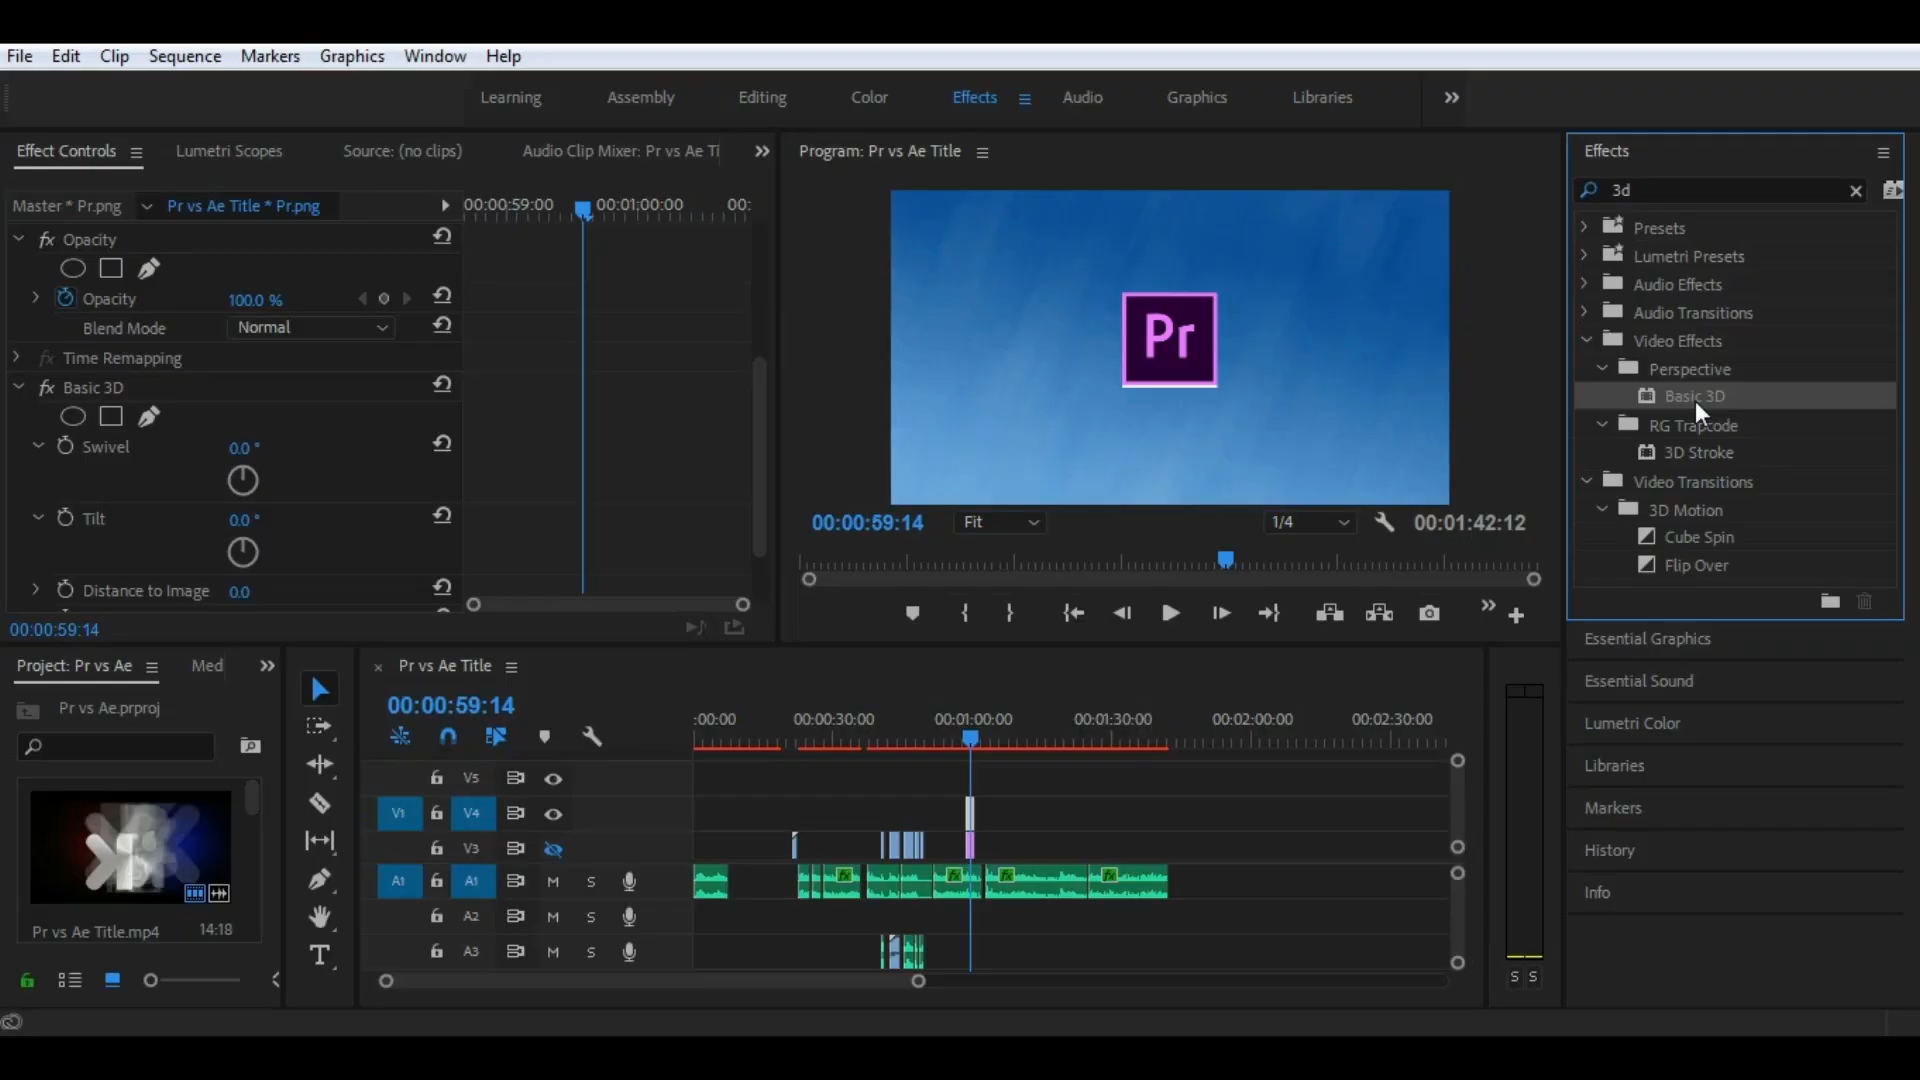 File Edit Clip Sequence Markers Graphics Window Help
Learning Assembly Editing Color Effects Audio Graphics Libraries
Effect Controls Lumetri Scopes Source: (no clips) Audio Clip Mixer: Pr vs Ae Ti
Master * Pr.png Pr vs Ae Title * Pr.png
00:00:59:00 00:01:00:00 00:
fx Opacity
Opacity 100.0 %
Blend Mode Normal
fx Time Remapping
fx Basic 3D
Swivel 0.0 °
Tilt 0.0 °
Distance to Image 0.0
00:00:59:14
Program: Pr vs Ae Title
Pr
00:00:59:14 Fit 1/4 00:01:42:12
Effects
3d
Presets
Lumetri Presets
Audio Effects
Audio Transitions
Video Effects
Perspective
Basic 3D
RG Trapcode
3D Stroke
Video Transitions
3D Motion
Cube Spin
Flip Over
Essential Graphics
Essential Sound
Lumetri Color
Libraries
Markers
History
Info
Project: Pr vs Ae Med
Pr vs Ae.prproj
Pr vs Ae Title.mp4 14:18
Pr vs Ae Title
00:00:59:14
:00:00 00:00:30:00 00:01:00:00 00:01:30:00 00:02:00:00 00:02:30:00
V5
V1 V4
V3
A1 A1 M S fx fx fx fx
A2 M S
A3 M S
T
S S